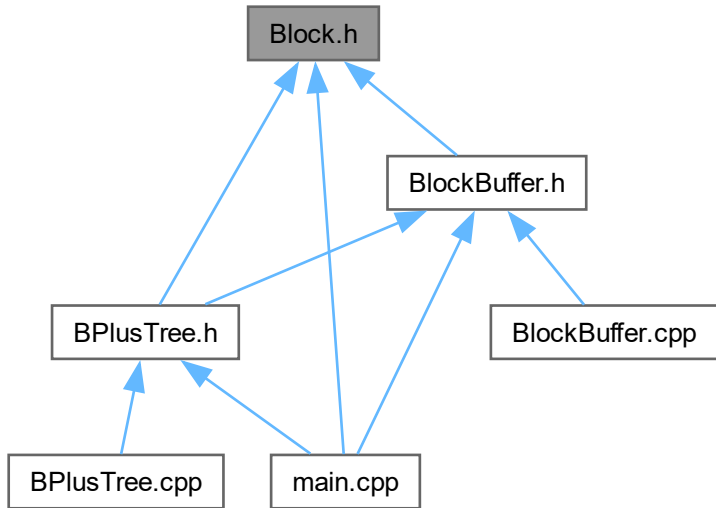 Block.h
BlockBuffer.h
BPlusTree.h
BlockBuffer.cpp
BPlusTree.cpp
main.cpp